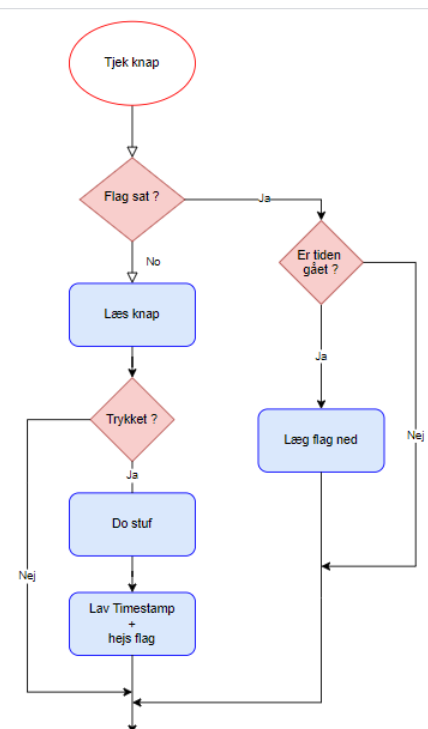 Tjek knap
Flag sat ?
Ja
Er tiden
gået ?
No
Læs knap
Ja
Trykket ?
Læg flag ned
Nej
Ja
Do stuf
Nej
Lav Timestamp
+
hejs flag